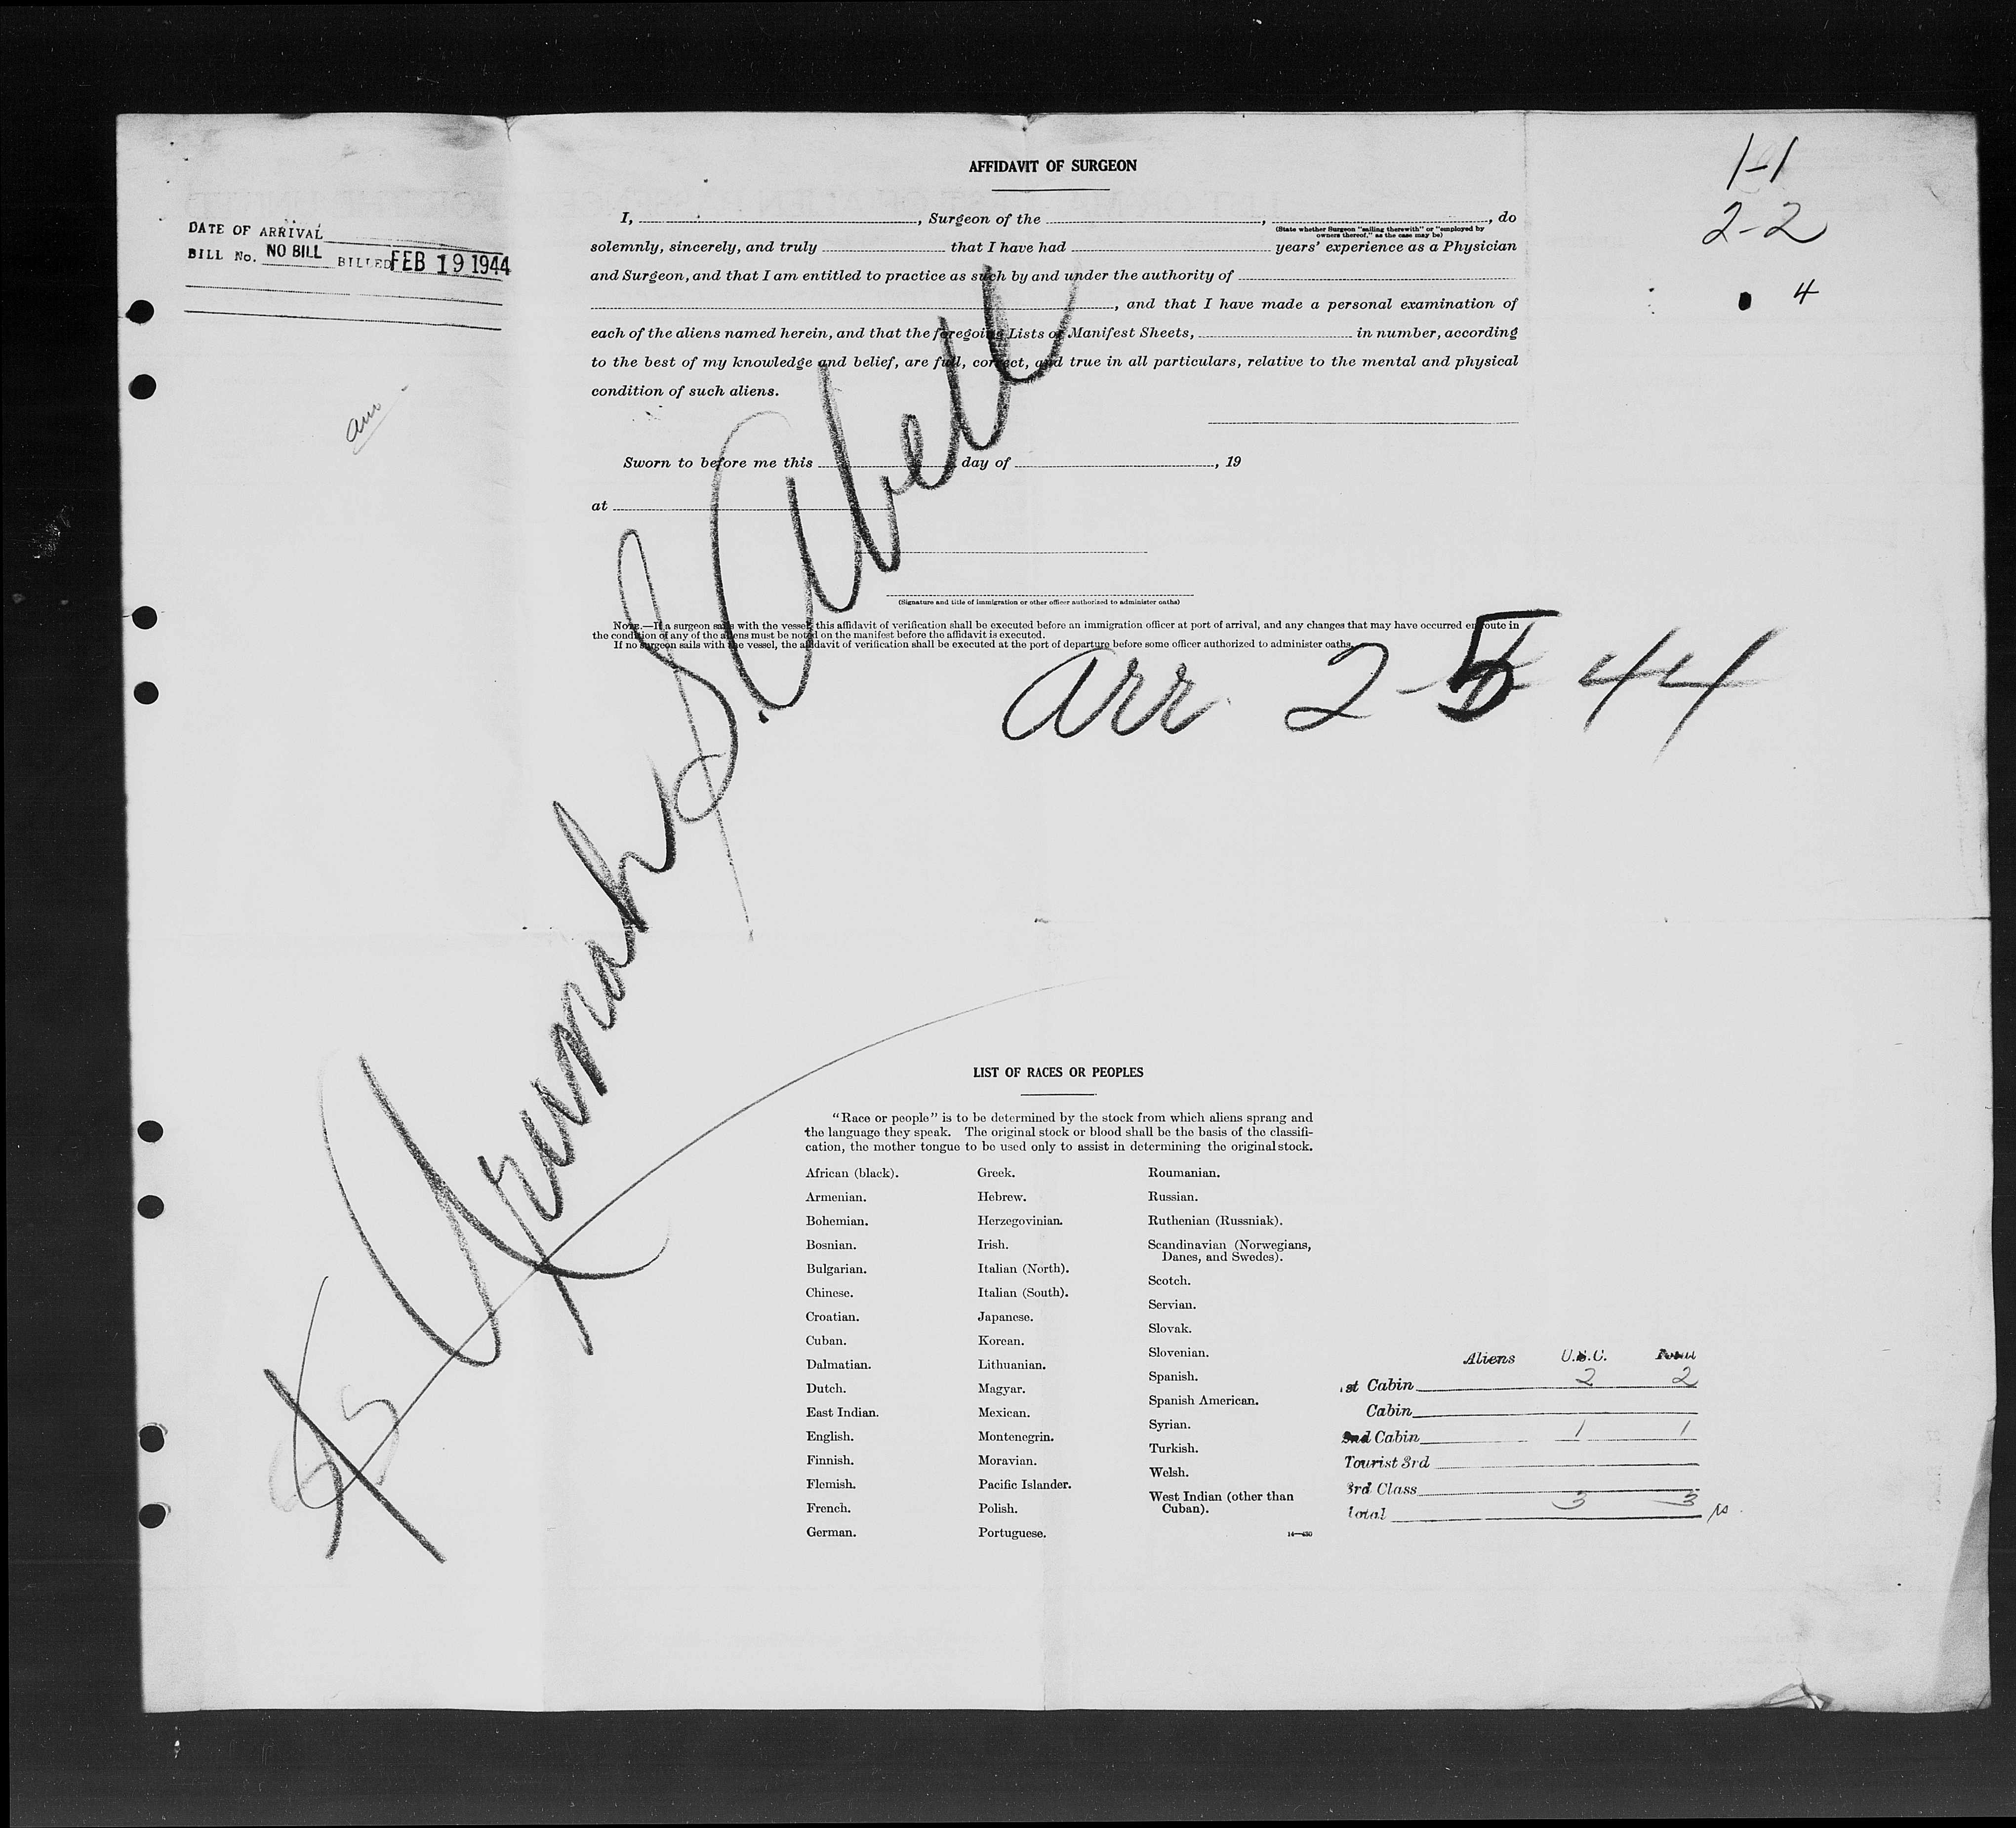 AFFIDAVIT OF SURGEON
1-1
2-2
4
DATE OF ARRIVAL
BILL No. NO BILL BILLED FEB 19 1944
I, , Surgeon of the , , do
(State whether Surgeon "sailing therewith" or "employed by
owners thereof," as the case may be)
solemnly, sincerely, and truly that I have had years' experience as a Physician
and Surgeon, and that I am entitled to practice as such by and under the authority of
, and that I have made a personal examination of
each of the aliens named herein, and that the foregoing Lists or Manifest Sheets, in number, according
to the best of my knowledge and belief, are full, correct, and true in all particulars, relative to the mental and physical
condition of such aliens.
Sworn to before me this day of , 19
at
(Signature and title of immigration or other officer authorized to administer oaths)
NOTE.—If a surgeon sails with the vessel, this affidavit of verification shall be executed before an immigration officer at port of arrival, and any changes that may have occurred en route in
the condition of any of the aliens must be noted on the manifest before the affidavit is executed.
If no surgeon sails with the vessel, the affidavit of verification shall be executed at the port of departure before some officer authorized to administer oaths.
arr 2-5 44
SS Jeremiah S. Black
LIST OF RACES OR PEOPLES
"Race or people" is to be determined by the stock from which aliens sprang and
the language they speak. The original stock or blood shall be the basis of the classifi-
cation, the mother tongue to be used only to assist in determining the original stock.
African (black).
Armenian.
Bohemian.
Bosnian.
Bulgarian.
Chinese.
Croatian.
Cuban.
Dalmatian.
Dutch.
East Indian.
English.
Finnish.
Flemish.
French.
German.
Greek.
Hebrew.
Herzegovinian.
Irish.
Italian (North).
Italian (South).
Japanese.
Korean.
Lithuanian.
Magyar.
Mexican.
Montenegrin.
Moravian.
Pacific Islander.
Polish.
Portuguese.
Roumanian.
Russian.
Ruthenian (Russniak).
Scandinavian (Norwegians,
Danes, and Swedes).
Scotch.
Servian.
Slovak.
Slovenian.
Spanish.
Spanish American.
Syrian.
Turkish.
Welsh.
West Indian (other than
Cuban).
14—430
Aliens U.S.C. Total
1st Cabin 2 2
Cabin
2nd Cabin 1 1
Tourist 3rd
3rd Class
Total 3 3